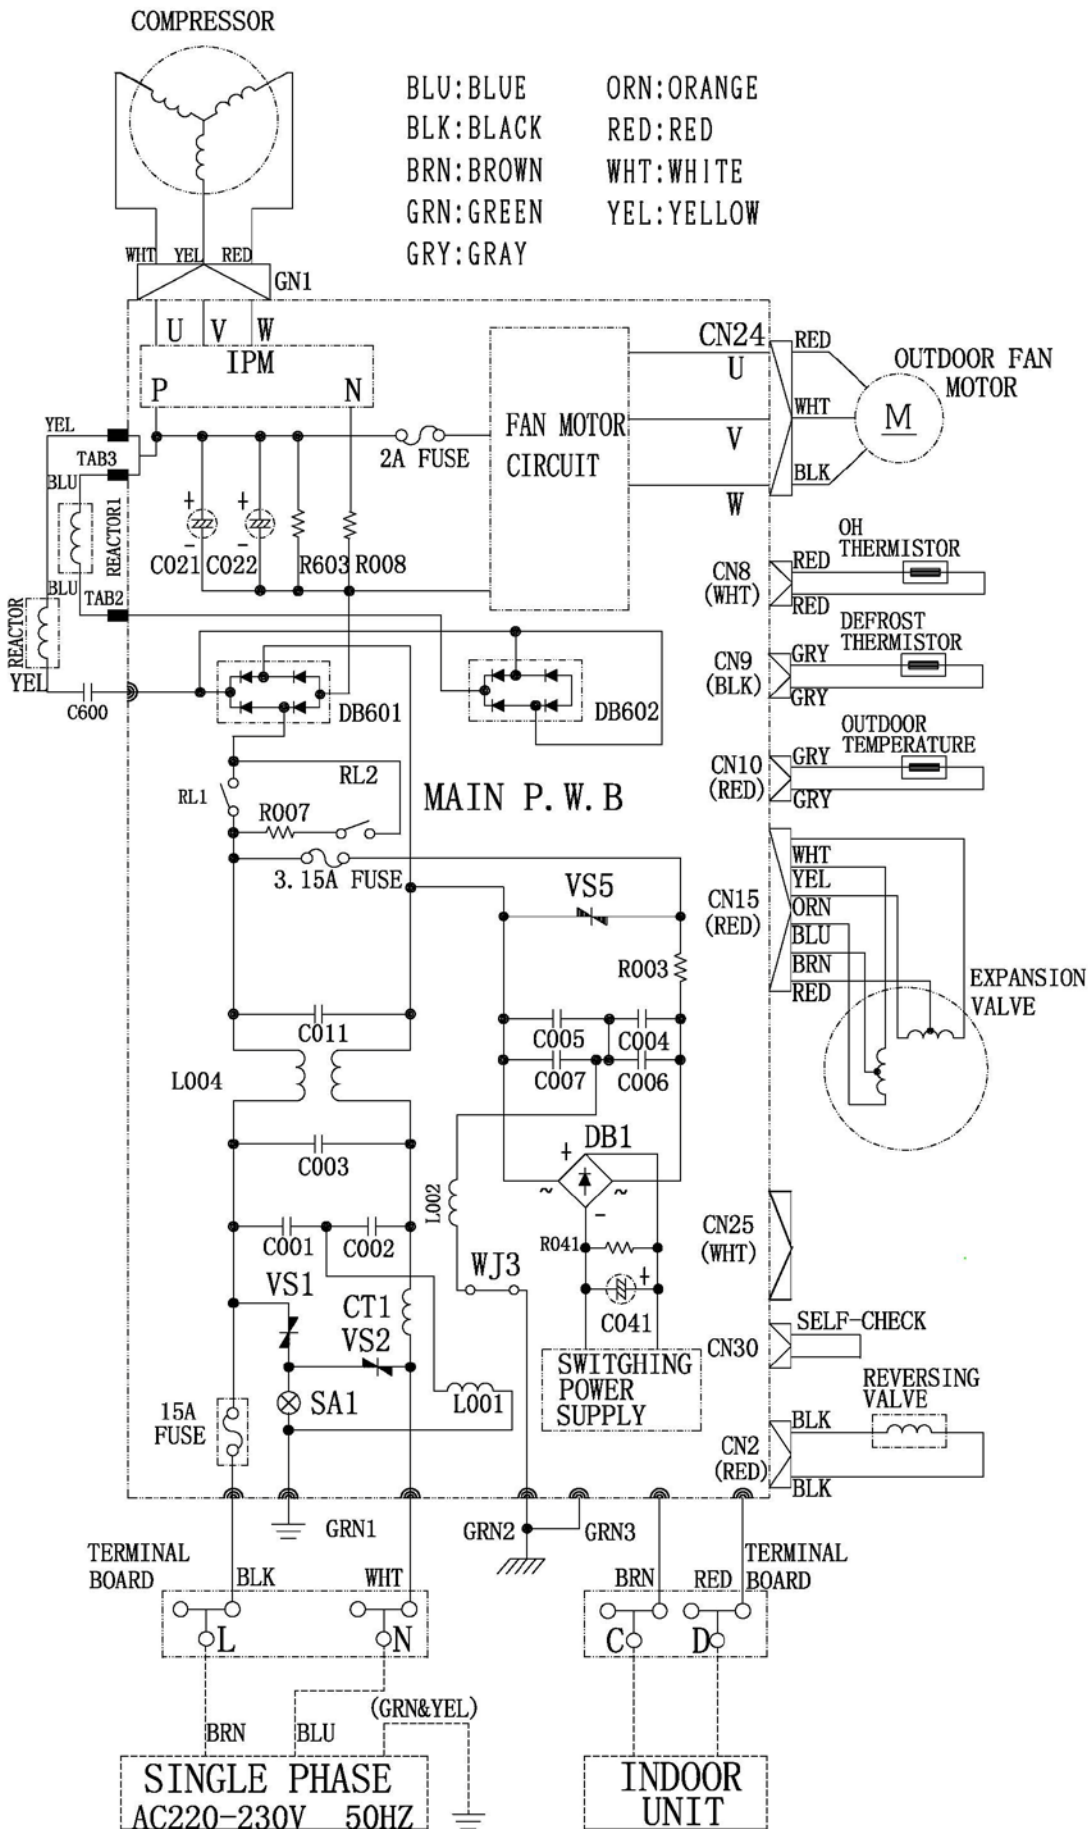 COMPRESSOR
BLU:BLUE ORN:ORANGE
BLK:BLACK RED:RED
BRN:BROWN WHT:WHITE
GRN:GREEN YEL:YELLOW
GRY:GRAY
WHT YEL RED
GN1
U V W
IPM
P N
CN24
U
RED
OUTDOOR FAN
MOTOR
WHT
M
V
BLK
W
FAN MOTOR
CIRCUIT
2A FUSE
YEL
TAB3
BLU
REACTOR1
BLU
TAB2
REACTOR
YEL
C600
+ +
- -
C021 C022 R603 R008
OH
THERMISTOR
CN8
(WHT)
RED
RED
DEFROST
THERMISTOR
CN9
(BLK)
GRY
GRY
OUTDOOR
TEMPERATURE
CN10
(RED)
GRY
GRY
DB601
DB602
RL2
RL1
R007
MAIN P.W.B
3.15A FUSE
VS5
R003
CN15
(RED)
WHT
YEL
ORN
BLU
BRN
RED
EXPANSION
VALVE
C011
C005 C004
C007 C006
L004
C003
DB1
+
~ ~
-
L002
C001 C002
R041
WJ3
+
C041
VS1
CT1
VS2
SA1
L001
SWITGHING
POWER
SUPPLY
15A
FUSE
CN25
(WHT)
CN30
SELF-CHECK
REVERSING
VALVE
BLK
CN2
(RED)
BLK
GRN1
GRN2
GRN3
TERMINAL
BOARD
BLK
WHT
BRN
RED
TERMINAL
BOARD
L N
C D
BRN
BLU
(GRN&YEL)
SINGLE PHASE
AC220-230V 50HZ
INDOOR
UNIT